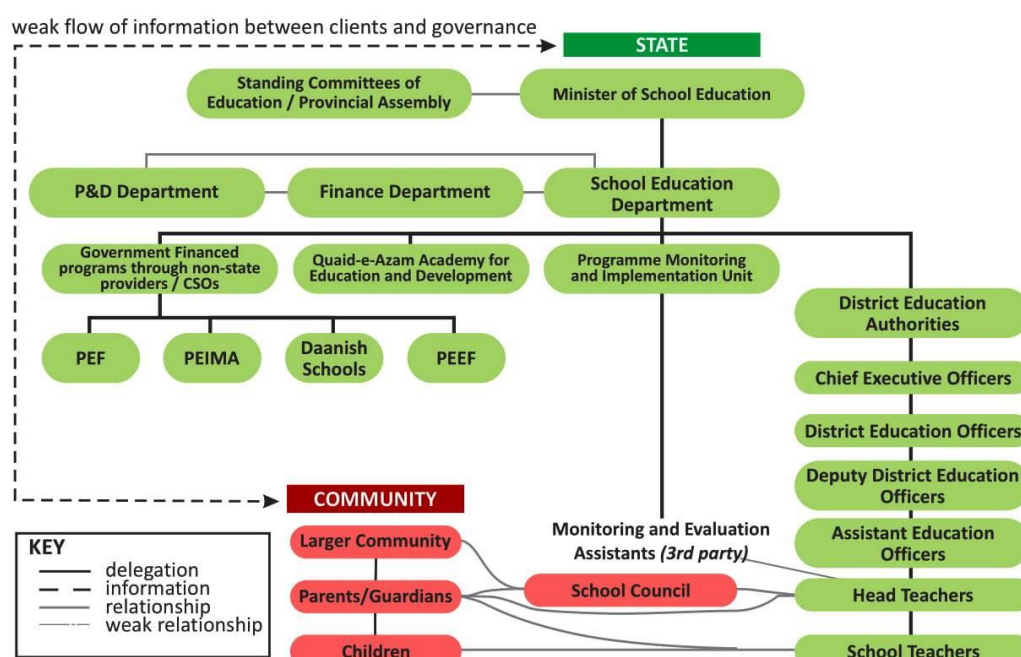 weak flow of information between clients and governance
STATE
Standing Committees of
Education / Provincial Assembly
Minister of School Education
P&D Department
Finance Department
School Education
Department
Government Financed
programs through non-state
providers / CSOs
Quaid-e-Azam Academy for
Education and Development
Programme Monitoring
and Implementation Unit
District Education
Authorities
PEF
PEIMA
Daanish
Schools
PEEF
Chief Executive Officers
District Education Officers
Deputy District Education
Officers
COMMUNITY
Monitoring and Evaluation
Assistants (3rd party)
Assistant Education
Officers
Larger Community
Parents/Guardians
School Council
Head Teachers
Children
School Teachers
KEY
delegation
information
relationship
weak relationship